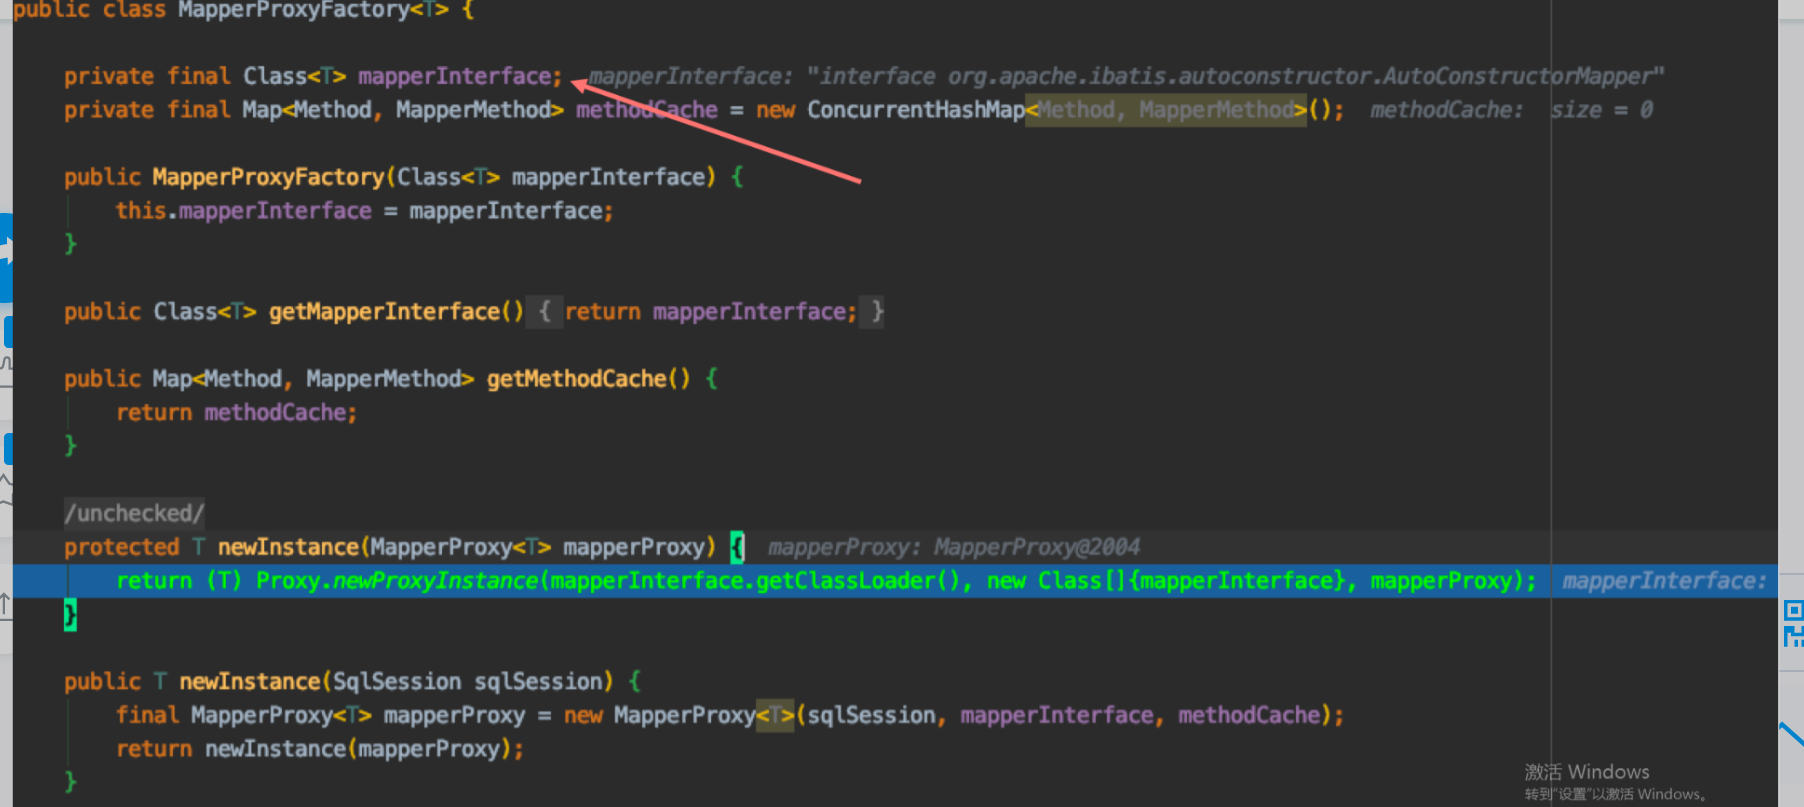 public class MapperProxyFactory<T> {
private final Class<T> mapperInterface; mapperInterface: "interface org.apache.ibatis.autoconstructor.AutoConstructorMapper"
private final Map<Method, MapperMethod> methodCache = new ConcurrentHashMap<Method, MapperMethod>(); methodCache: size = 0
public MapperProxyFactory(Class<T> mapperInterface) {
this.mapperInterface = mapperInterface;
}
public Class<T> getMapperInterface() { return mapperInterface; }
public Map<Method, MapperMethod> getMethodCache() {
return methodCache;
}
/unchecked/
protected T newInstance(MapperProxy<T> mapperProxy) { mapperProxy: MapperProxy@2004
return (T) Proxy.newProxyInstance(mapperInterface.getClassLoader(), new Class[]{mapperInterface}, mapperProxy); mapperInterface:
}
public T newInstance(SqlSession sqlSession) {
final MapperProxy<T> mapperProxy = new MapperProxy<T>(sqlSession, mapperInterface, methodCache);
return newInstance(mapperProxy);
}
激活 Windows
转到"设置"以激活 Windows。